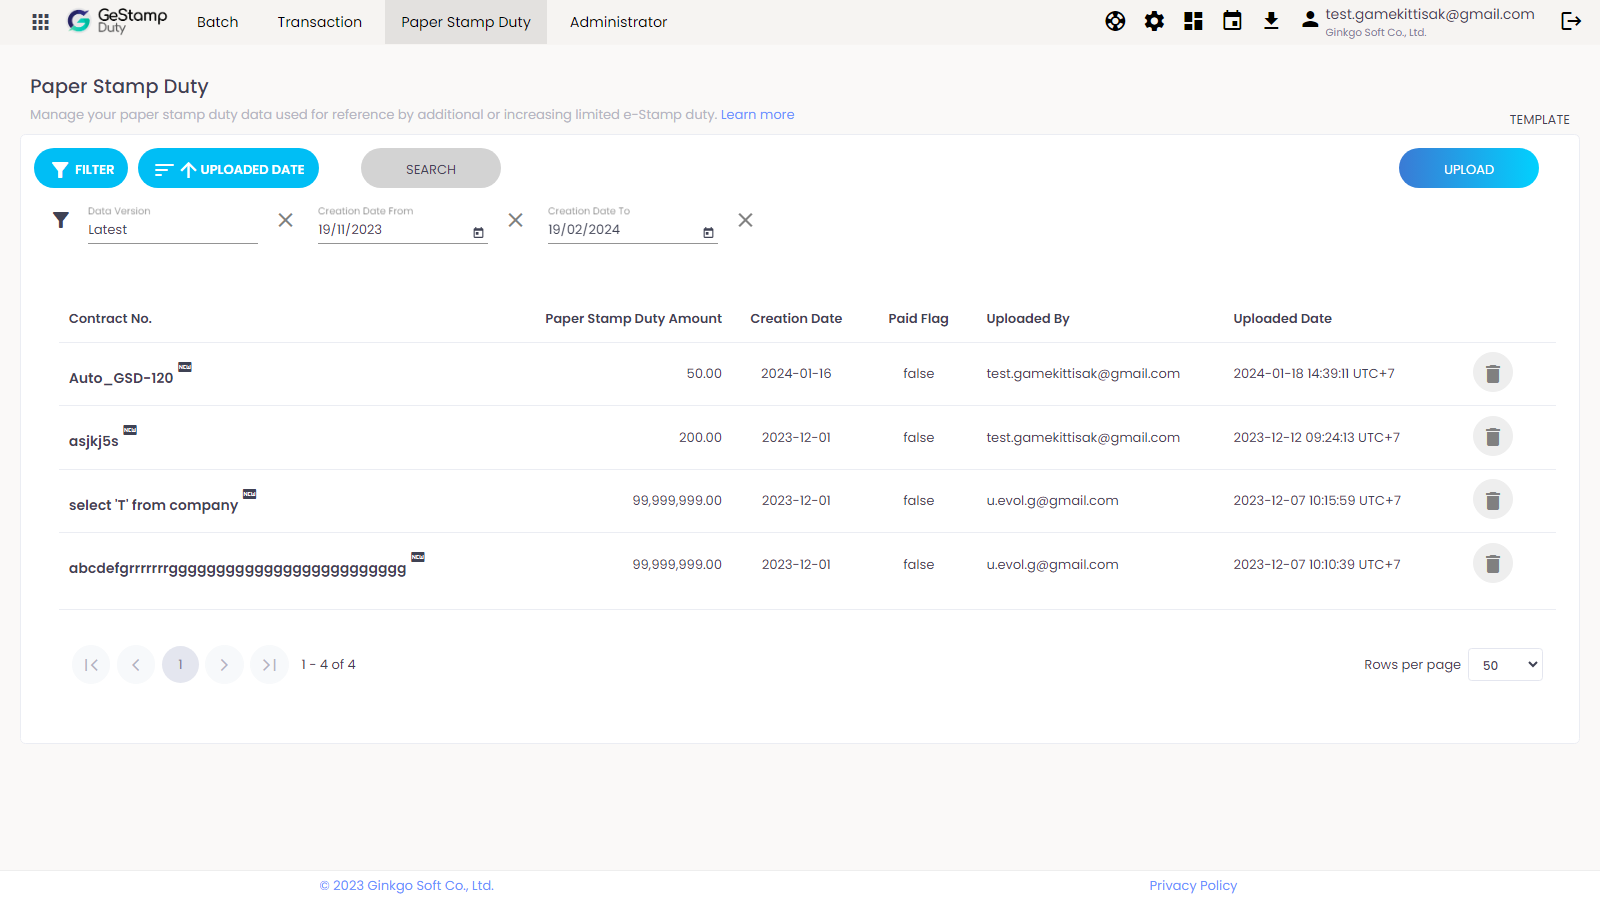 GeStamp
Duty
Batch
Transaction
Paper Stamp Duty
Administrator
test.gamekittisak@gmail.com
Ginkgo Soft Co., Ltd.
Paper Stamp Duty
Manage your paper stamp duty data used for reference by additional or increasing limited e-Stamp duty. Learn more
TEMPLATE
FILTER
UPLOADED DATE
SEARCH
UPLOAD
Data Version
Latest
Creation Date From
19/11/2023
Creation Date To
19/02/2024
Contract No. Paper Stamp Duty Amount Creation Date Paid Flag Uploaded By Uploaded Date
Auto_GSD-120 NEW 50.00 2024-01-16 false test.gamekittisak@gmail.com 2024-01-18 14:39:11 UTC+7
asjkj5s NEW 200.00 2023-12-01 false test.gamekittisak@gmail.com 2023-12-12 09:24:13 UTC+7
select 'T' from company NEW 99,999,999.00 2023-12-01 false u.evol.g@gmail.com 2023-12-07 10:15:59 UTC+7
abcdefgrrrrrrrggggggggggggggggggggggggg NEW 99,999,999.00 2023-12-01 false u.evol.g@gmail.com 2023-12-07 10:10:39 UTC+7
1
1 - 4 of 4
Rows per page 50
© 2023 Ginkgo Soft Co., Ltd.
Privacy Policy